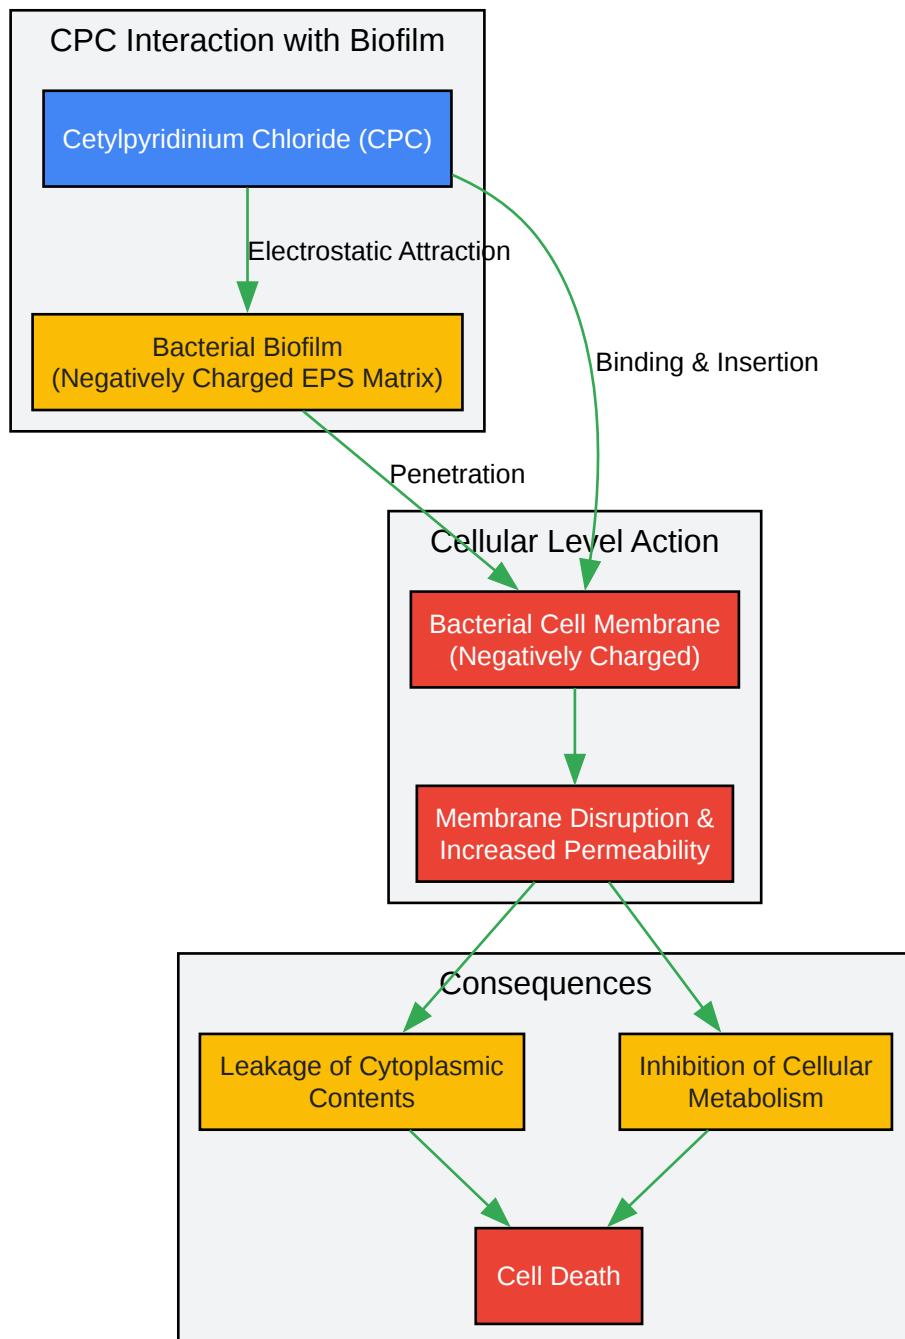 CPC Interaction with Biofilm
Cetylpyridinium Chloride (CPC)
Electrostatic Attraction
Bacterial Biofilm
(Negatively Charged EPS Matrix)
Binding & Insertion
Penetration
Cellular Level Action
Bacterial Cell Membrane
(Negatively Charged)
Membrane Disruption &
Increased Permeability
Consequences
Leakage of Cytoplasmic
Contents
Inhibition of Cellular
Metabolism
Cell Death